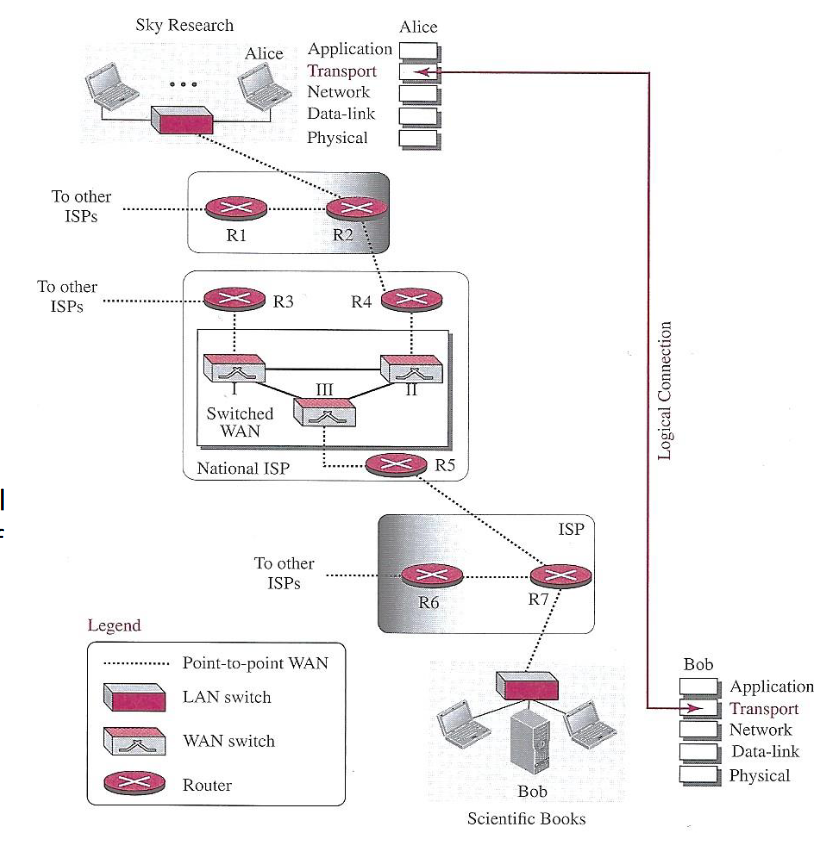 Sky Research
Alice
Alice
Application
Transport
Network
Data-link
Physical
To other
ISPs
R1
R2
To other
ISPs
R3
R4
I
III
II
Switched
WAN
National ISP
R5
Logical Connection
ISP
To other
ISPs
R6
R7
Legend
Point-to-point WAN
LAN switch
WAN switch
Router
Bob
Scientific Books
Bob
Application
Transport
Network
Data-link
Physical